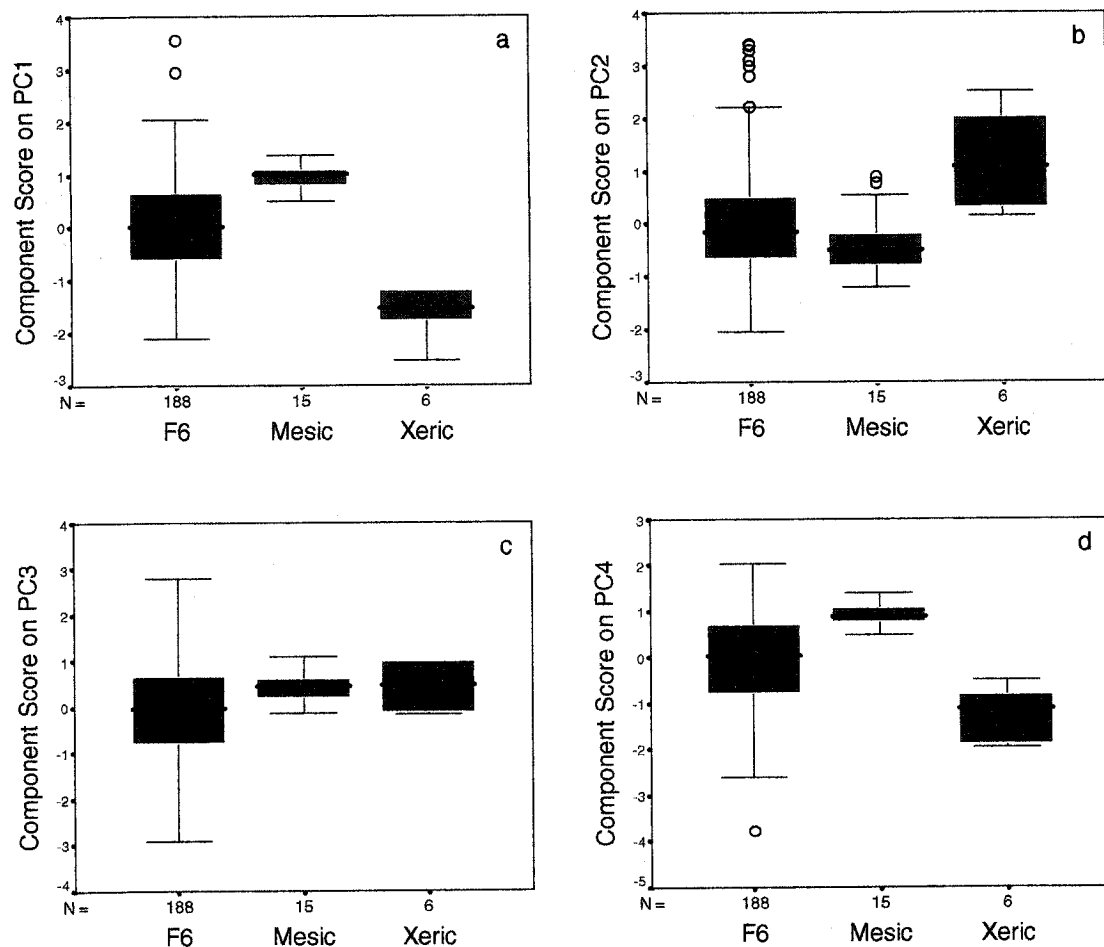 a
Component Score on PC1
4
3
2
1
0
-1
-2
-3
N = 188 15 6
F6 Mesic Xeric
b
Component Score on PC2
4
3
2
1
0
-1
-2
-3
N = 188 15 6
F6 Mesic Xeric
c
Component Score on PC3
4
3
2
1
0
-1
-2
-3
-4
N = 188 15 6
F6 Mesic Xeric
d
Component Score on PC4
3
2
1
0
-1
-2
-3
-4
-5
N = 188 15 6
F6 Mesic Xeric